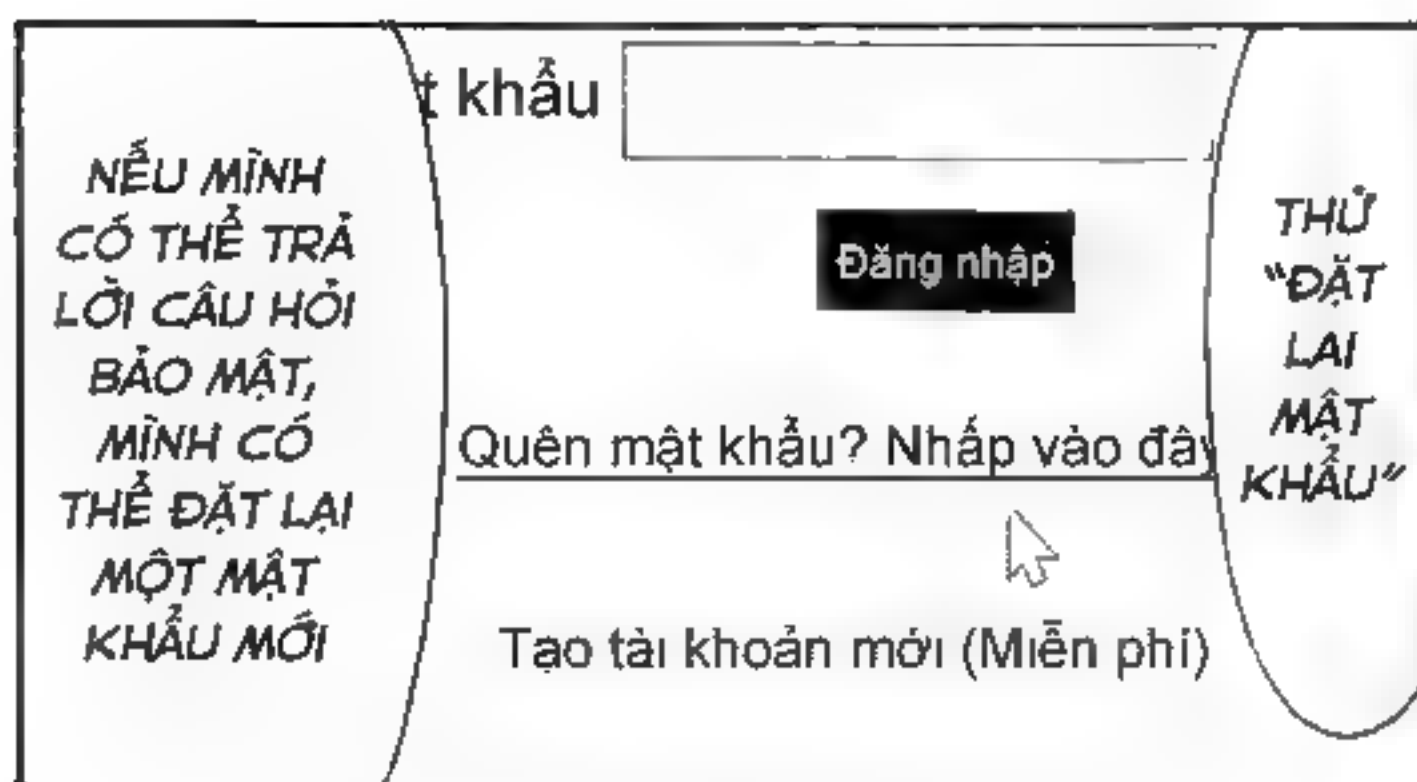 NẾU MÌNH
CÓ THỂ TRẢ
LỜI CÂU HỎI
BẢO MẬT,
MÌNH CÓ
THỂ ĐẶT LẠI
MỘT MẬT
KHẨU MỚI
t khẩu
Đăng nhập
Quên mật khẩu? Nhấp vào đây
Tạo tài khoản mới (Miễn phí)
THỬ
"ĐẶT
LẠI
MẬT
KHẨU"